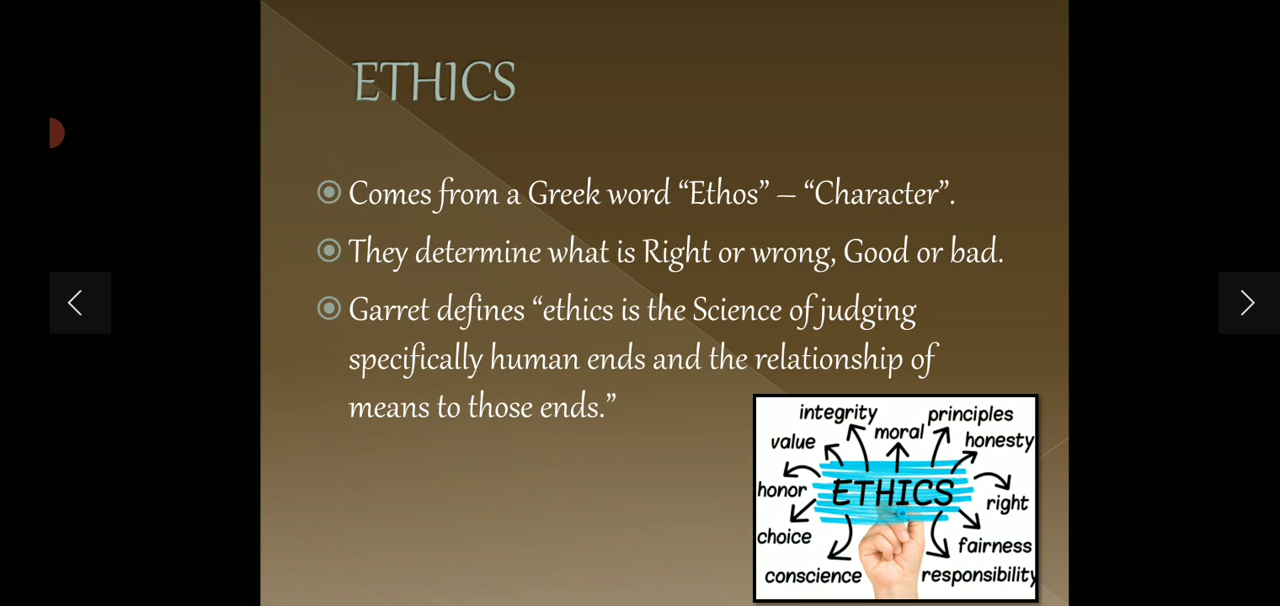 ETHICS
Comes from a Greek word “Ethos” – “Character”.
They determine what is Right or wrong, Good or bad.
Garret defines “ethics is the Science of judging
specifically human ends and the relationship of
means to those ends.”
integrity principles
value moral honesty
honor ETHICS right
choice fairness
conscience responsibility